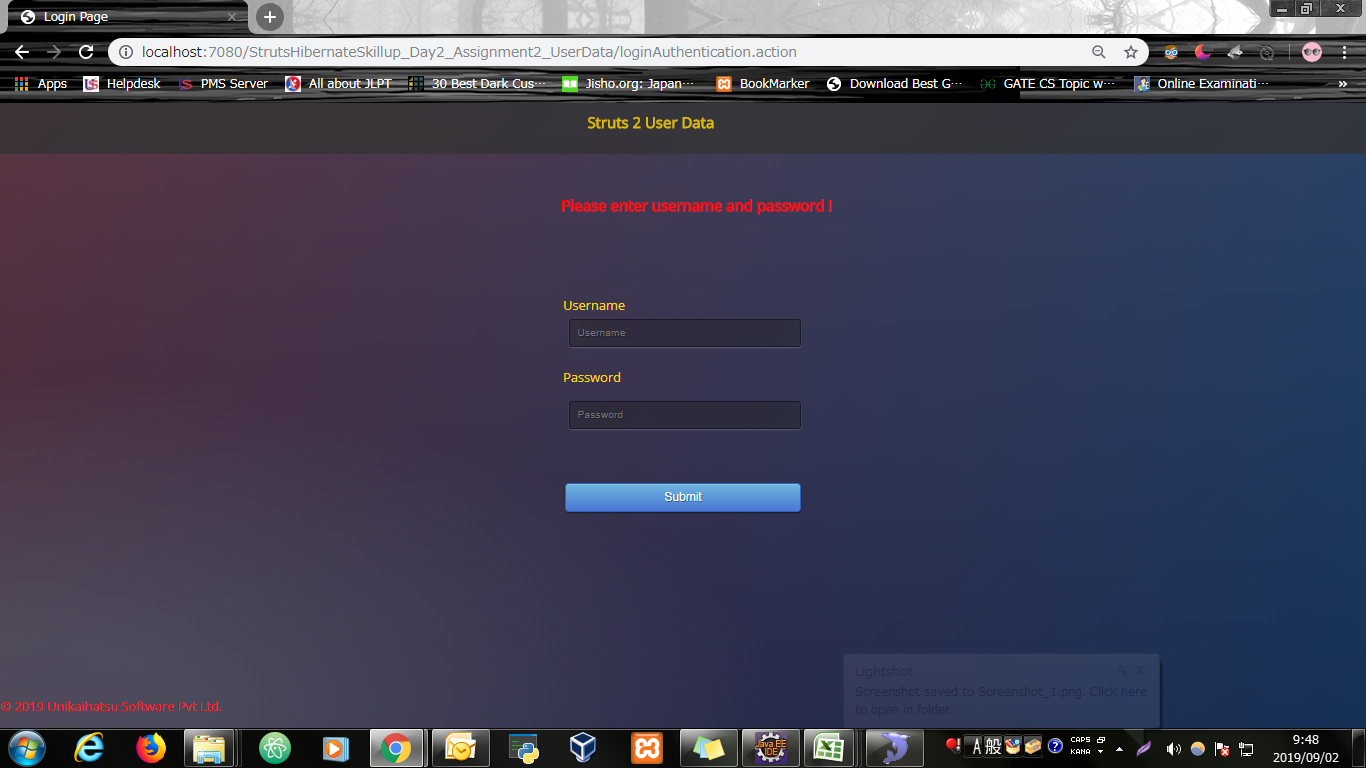 Login Page
localhost:7080/StrutsHibernateSkillup_Day2_Assignment2_UserData/loginAuthentication.action
Apps Helpdesk PMS Server All about JLPT 30 Best Dark Cus… Jisho.org: Japan… BookMarker Download Best G… GATE CS Topic w… Online Examinati… »
Struts 2 User Data
Please enter username and password !
Username
Username
Password
Password
Submit
Lightshot
Screenshot saved to Screenshot_1.png. Click here
to open in folder.
© 2019 Unikaihatsu Software Pvt Ltd.
Java EE
IDE
A 般
CAPS
KANA
9:48
2019/09/02